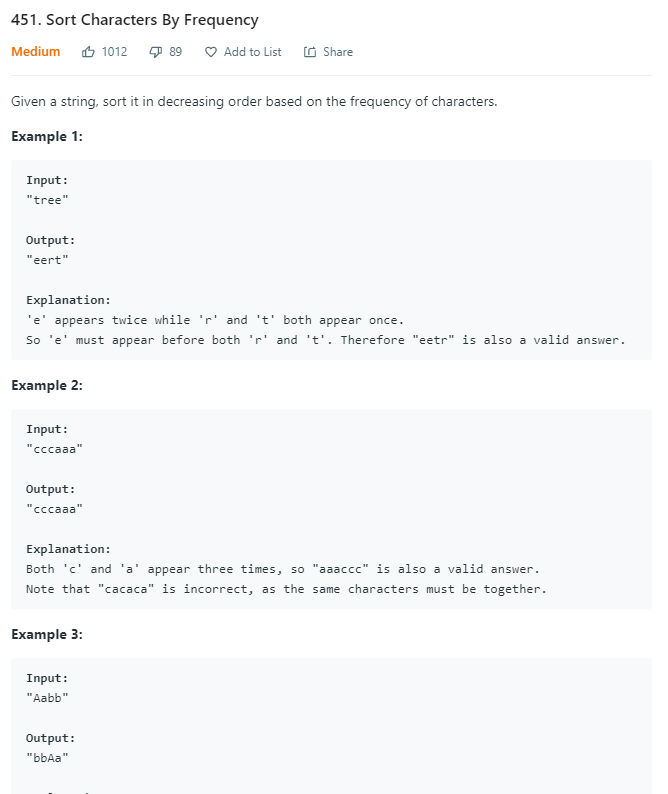 451. Sort Characters By Frequency
Medium 1012 89 Add to List Share
Given a string, sort it in decreasing order based on the frequency of characters.
Example 1:
Input:
"tree"
Output:
"eert"
Explanation:
'e' appears twice while 'r' and 't' both appear once.
So 'e' must appear before both 'r' and 't'. Therefore "eetr" is also a valid answer.
Example 2:
Input:
"cccaaa"
Output:
"cccaaa"
Explanation:
Both 'c' and 'a' appear three times, so "aaaccc" is also a valid answer.
Note that "cacaca" is incorrect, as the same characters must be together.
Example 3:
Input:
"Aabb"
Output:
"bbAa"